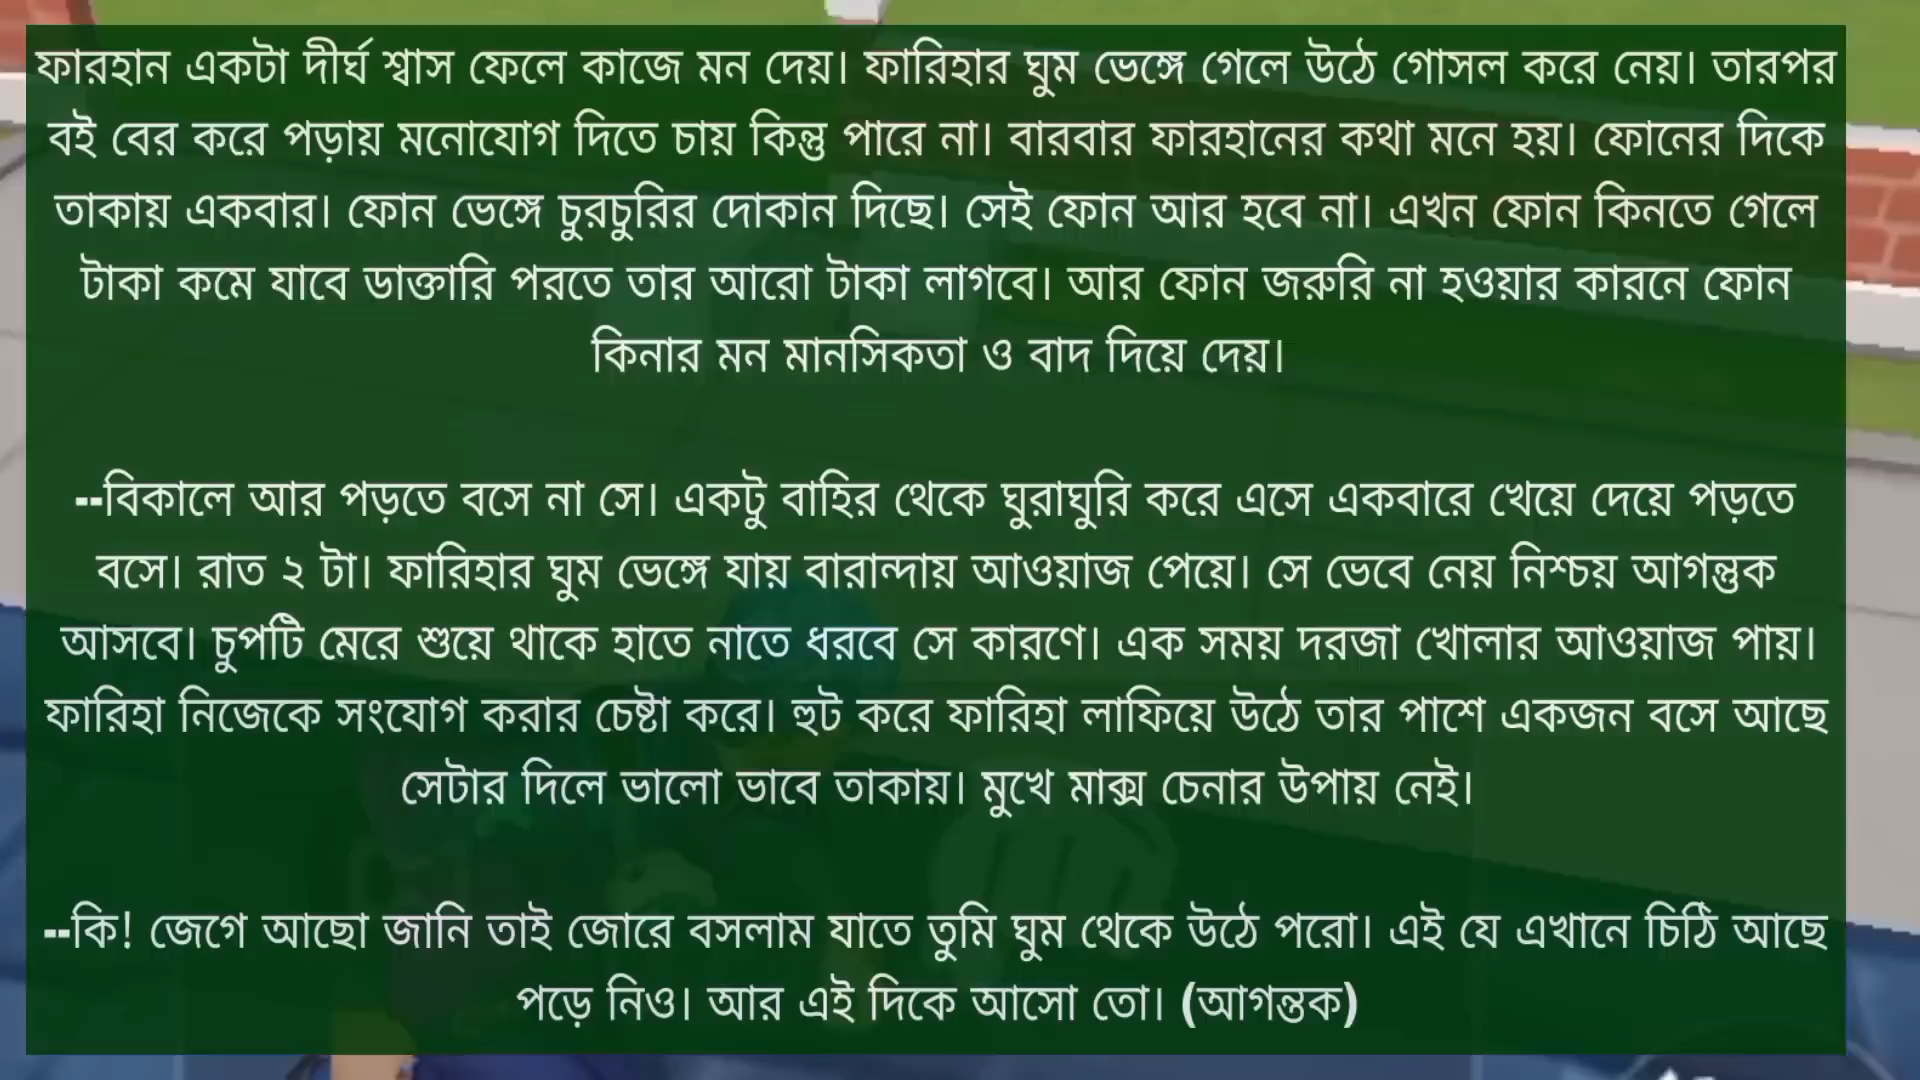 ফারহান একটা দীর্ঘ শ্বাস ফেলে কাজে মন দেয়। ফারিহার ঘুম ভেঙ্গে গেলে উঠে গোসল করে নেয়। তারপর
বই বের করে পড়ায় মনোযোগ দিতে চায় কিন্তু পারে না। বারবার ফারহানের কথা মনে হয়। ফোনের দিকে
তাকায় একবার। ফোন ভেঙ্গে চুরচুরির দোকান দিছে। সেই ফোন আর হবে না। এখন ফোন কিনতে গেলে
টাকা কমে যাবে ডাক্তারি পরতে তার আরো টাকা লাগবে। আর ফোন জরুরি না হওয়ার কারনে ফোন
কিনার মন মানসিকতা ও বাদ দিয়ে দেয়।
--বিকালে আর পড়তে বসে না সে। একটু বাহির থেকে ঘুরাঘুরি করে এসে একবারে খেয়ে দেয়ে পড়তে
বসে। রাত ২ টা। ফারিহার ঘুম ভেঙ্গে যায় বারান্দায় আওয়াজ পেয়ে। সে ভেবে নেয় নিশ্চয় আগন্তুক
আসবে। চুপটি মেরে শুয়ে থাকে হাতে নাতে ধরবে সে কারণে। এক সময় দরজা খোলার আওয়াজ পায়।
ফারিহা নিজেকে সংযোগ করার চেষ্টা করে। হুট করে ফারিহা লাফিয়ে উঠে তার পাশে একজন বসে আছে
সেটার দিলে ভালো ভাবে তাকায়। মুখে মাক্স চেনার উপায় নেই।
--কি! জেগে আছো জানি তাই জোরে বসলাম যাতে তুমি ঘুম থেকে উঠে পরো। এই যে এখানে চিঠি আছে
পড়ে নিও। আর এই দিকে আসো তো। (আগন্তক)